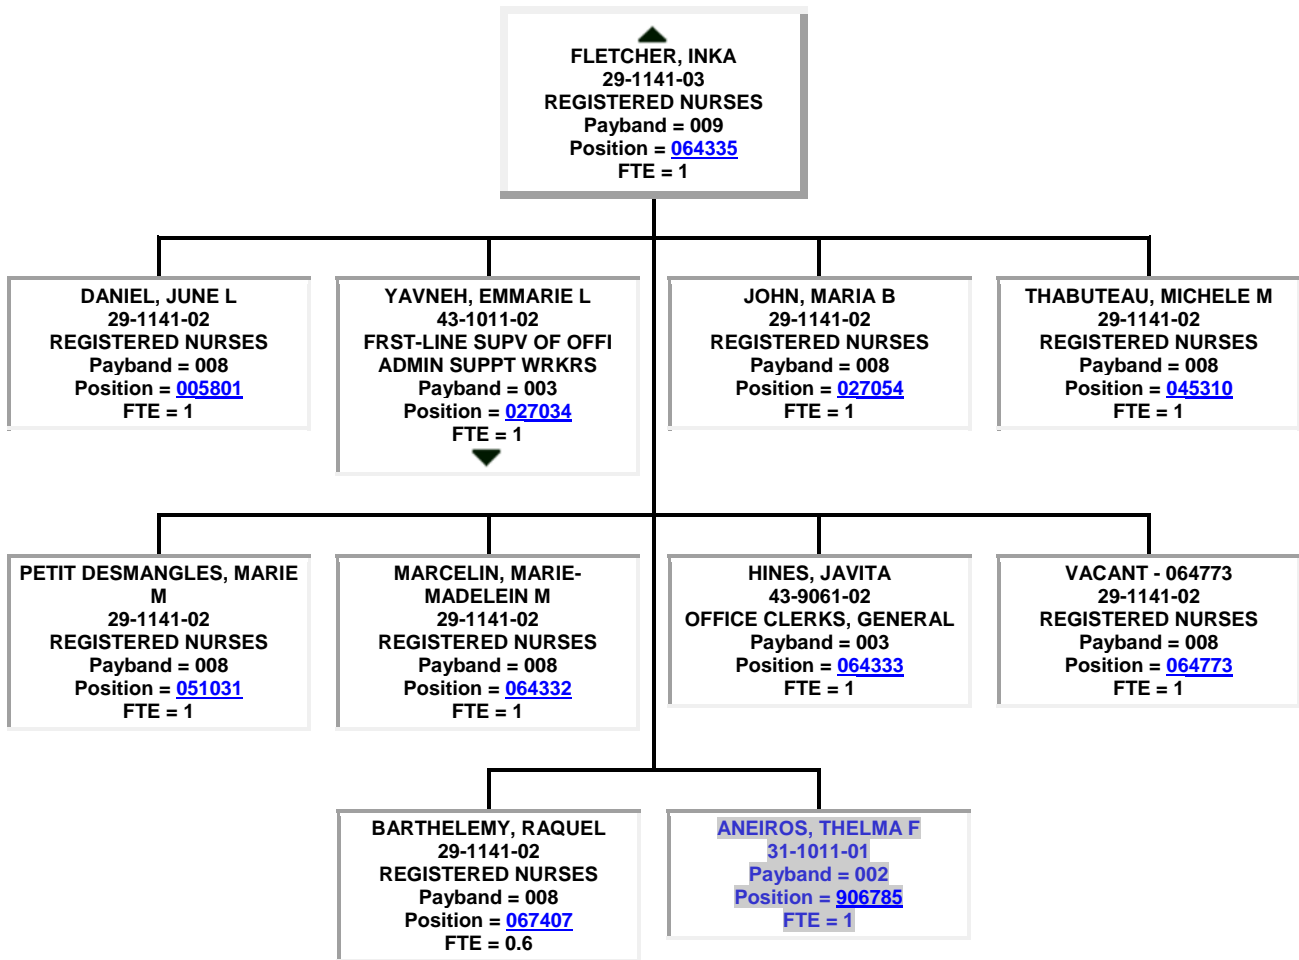 FLETCHER, INKA
29-1141-03
REGISTERED NURSES
Payband = 009
Position = 064335
FTE = 1
DANIEL, JUNE L
29-1141-02
REGISTERED NURSES
Payband = 008
Position = 005801
FTE = 1
YAVNEH, EMMARIE L
43-1011-02
FRST-LINE SUPV OF OFFI
ADMIN SUPPT WRKRS
Payband = 003
Position = 027034
FTE = 1
JOHN, MARIA B
29-1141-02
REGISTERED NURSES
Payband = 008
Position = 027054
FTE = 1
THABUTEAU, MICHELE M
29-1141-02
REGISTERED NURSES
Payband = 008
Position = 045310
FTE = 1
PETIT DESMANGLES, MARIE
M
29-1141-02
REGISTERED NURSES
Payband = 008
Position = 051031
FTE = 1
MARCELIN, MARIE-
MADELEIN M
29-1141-02
REGISTERED NURSES
Payband = 008
Position = 064332
FTE = 1
HINES, JAVITA
43-9061-02
OFFICE CLERKS, GENERAL
Payband = 003
Position = 064333
FTE = 1
VACANT - 064773
29-1141-02
REGISTERED NURSES
Payband = 008
Position = 064773
FTE = 1
BARTHELEMY, RAQUEL
29-1141-02
REGISTERED NURSES
Payband = 008
Position = 067407
FTE = 0.6
ANEIROS, THELMA F
31-1011-01
Payband = 002
Position = 906785
FTE = 1